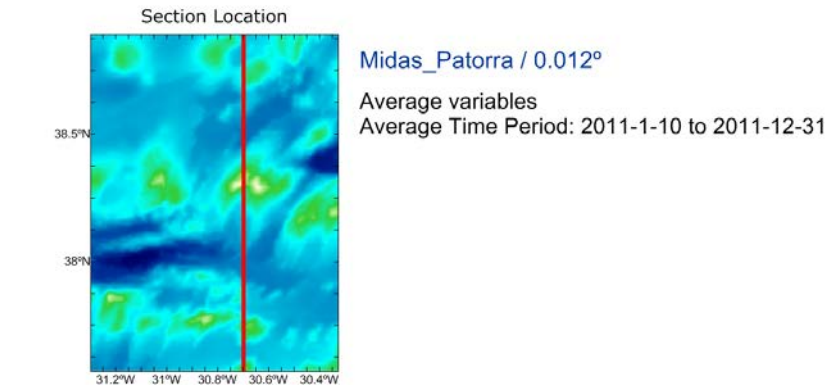 Section Location
Midas_Patorra / 0.012º
Average variables
Average Time Period: 2011-1-10 to 2011-12-31
38.5ºN
38ºN
31.2ºW 31ºW 30.8ºW 30.6ºW 30.4ºW